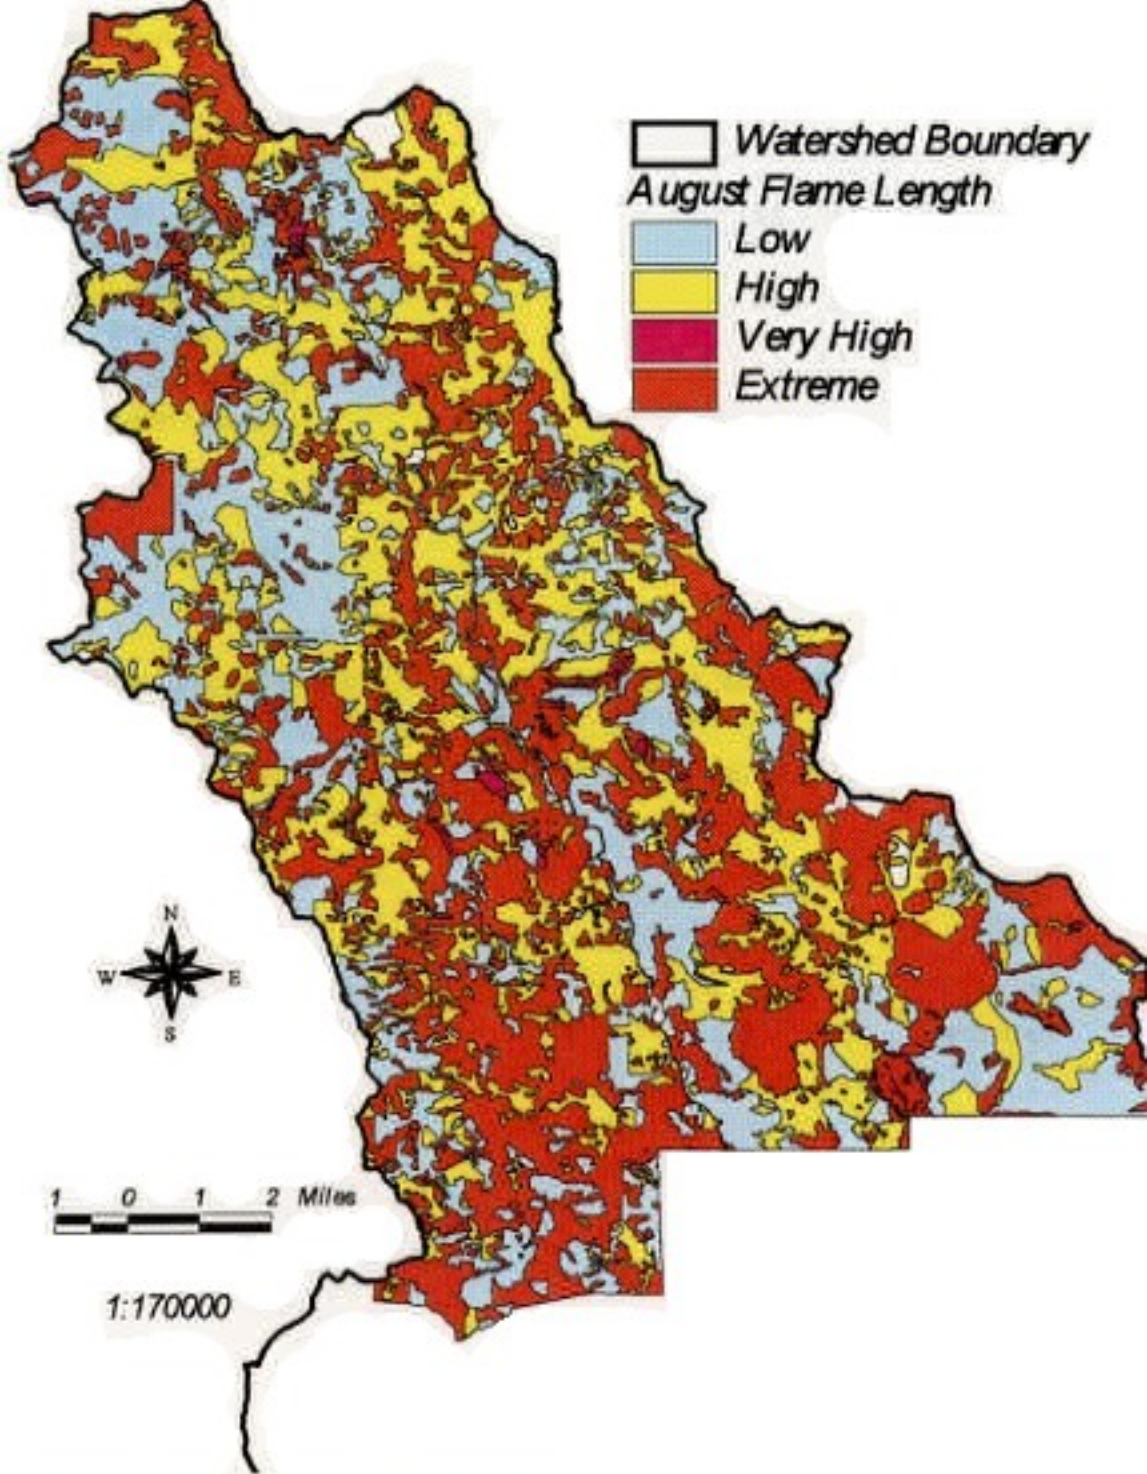 Watershed Boundary
August Flame Length
Low
High
Very High
Extreme
N
W E
S
1 0 1 2 Miles
1:170000